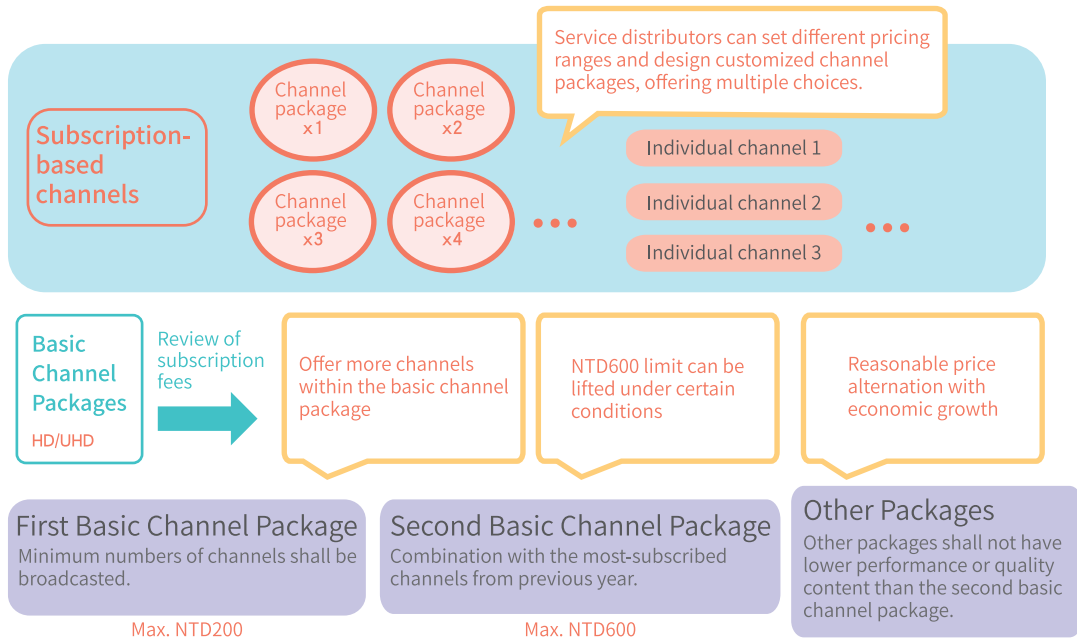 Service distributors can set different pricing
ranges and design customized channel
packages, offering multiple choices.
Subscription-
based
channels
Channel
package
x1
Channel
package
x2
Channel
package
x3
Channel
package
x4
Individual channel 1
Individual channel 2
Individual channel 3
Basic
Channel
Packages
HD/UHD
Review of
subscription
fees
Offer more channels
within the basic channel
package
NTD600 limit can be
lifted under certain
conditions
Reasonable price
alternation with
economic growth
First Basic Channel Package
Minimum numbers of channels shall be
broadcasted.
Max. NTD200
Second Basic Channel Package
Combination with the most-subscribed
channels from previous year.
Max. NTD600
Other Packages
Other packages shall not have
lower performance or quality
content than the second basic
channel package.